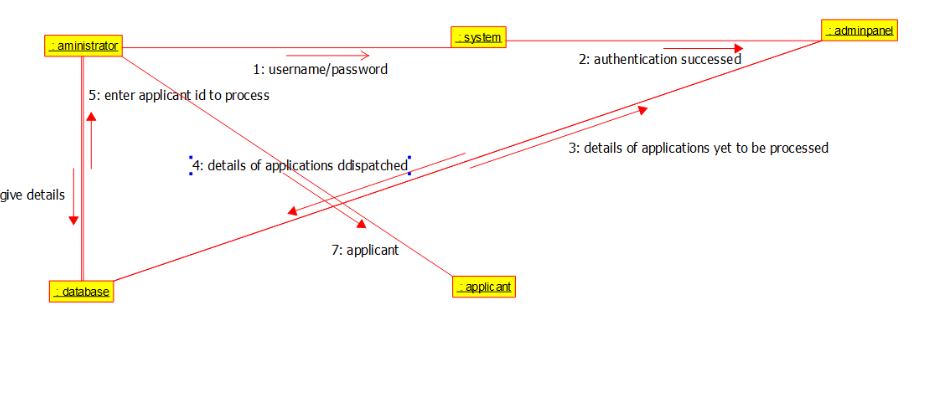 : adminpanel
: system
: aministrator
2: authentication successed
1: username/password
5: enter applicant id to process
3: details of applications yet to be processed
4: details of applications ddispatched
give details
7: applicant
: applicant
: database